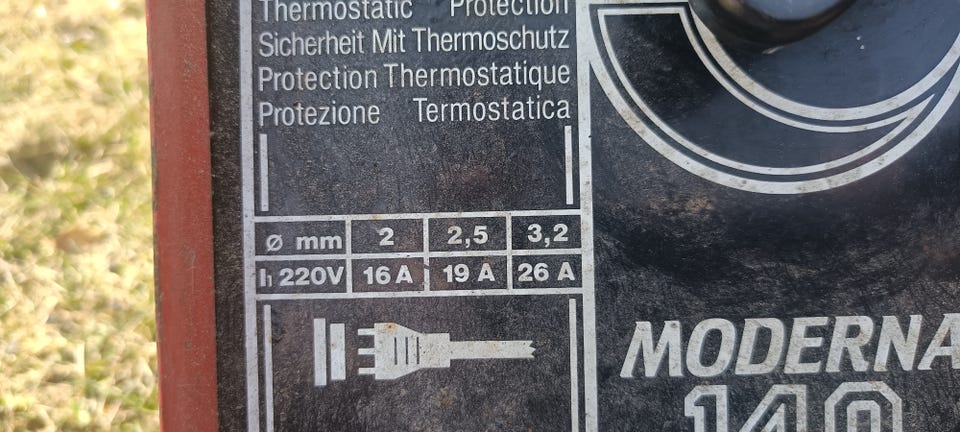 Thermostatic Protection
Sicherheit Mit Thermoschutz
Protection Thermostatique
Protezione Termostatica
Ø mm 2 2,5 3,2
I₁ 220V 16 A 19 A 26 A
MODERNA
140